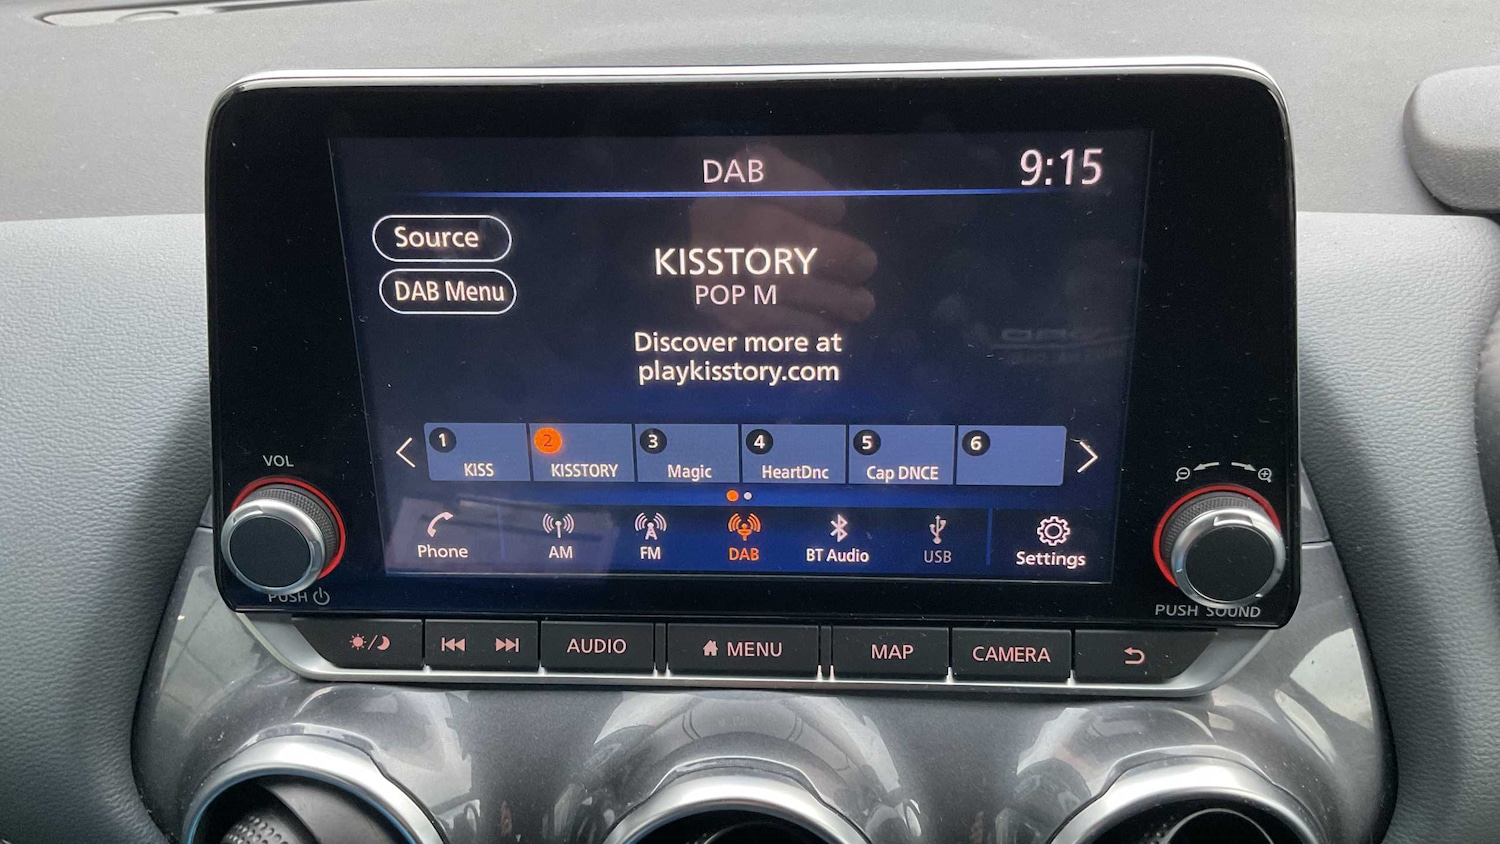 DAB
9:15
Source
DAB Menu
KISSTORY
POP M
Discover more at
playkisstory.com
1
KISS
2
KISSTORY
3
Magic
4
HeartDnc
5
Cap DNCE
6
Phone
AM
FM
DAB
BT Audio
USB
Settings
VOL
PUSH
PUSH SOUND
AUDIO
MENU
MAP
CAMERA